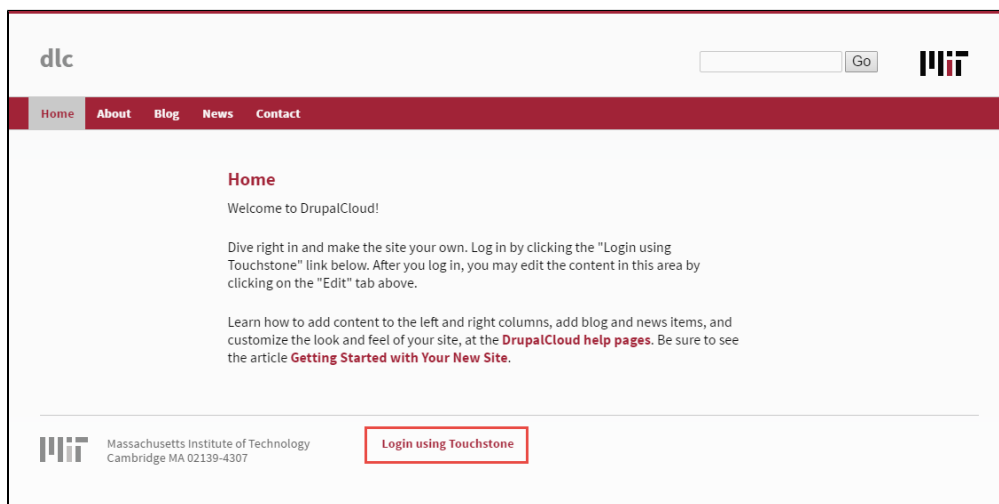 dlc
Go
MIT
Home About Blog News Contact
Home
Welcome to DrupalCloud!
Dive right in and make the site your own. Log in by clicking the "Login using
Touchstone" link below. After you log in, you may edit the content in this area by
clicking on the "Edit" tab above.
Learn how to add content to the left and right columns, add blog and news items, and
customize the look and feel of your site, at the DrupalCloud help pages. Be sure to see
the article Getting Started with Your New Site.
MIT
Massachusetts Institute of Technology
Cambridge MA 02139-4307
Login using Touchstone